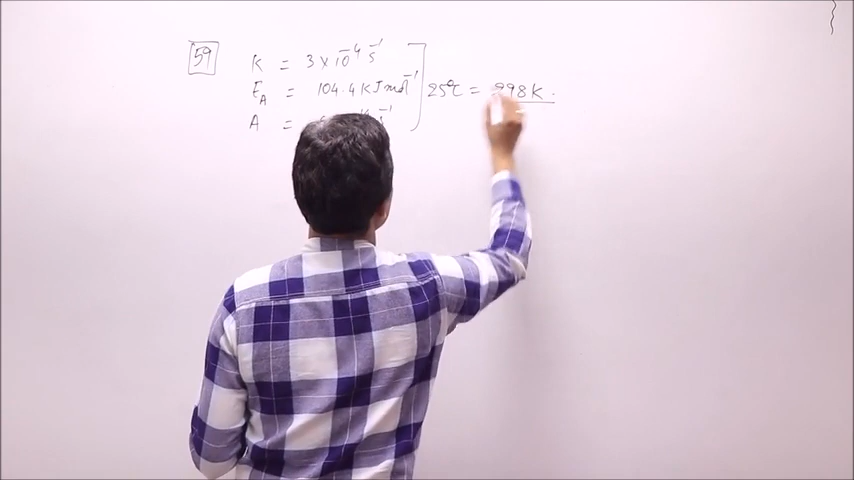 59
K = 3 × 10⁻⁴ s⁻¹
E_A = 104.4 KJ mol⁻¹ 25°C = 298 K.
A =